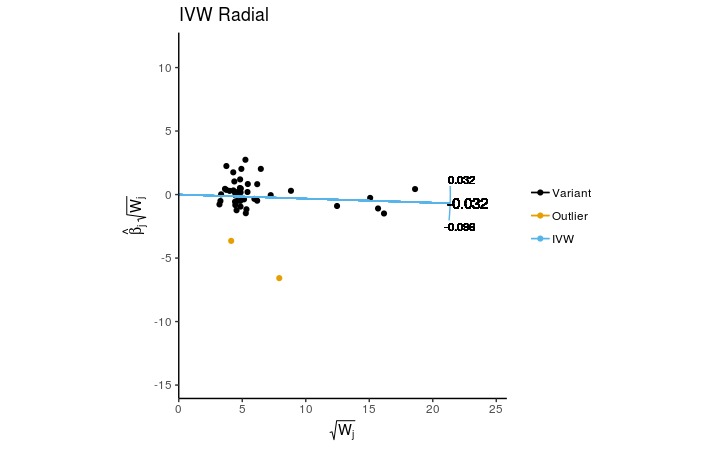 IVW Radial
10
5
0
-5
-10
-15
β̂j√Wj
0.032
-0.032
-0.096
0
5
10
15
20
25
√Wj
Variant
Outlier
IVW